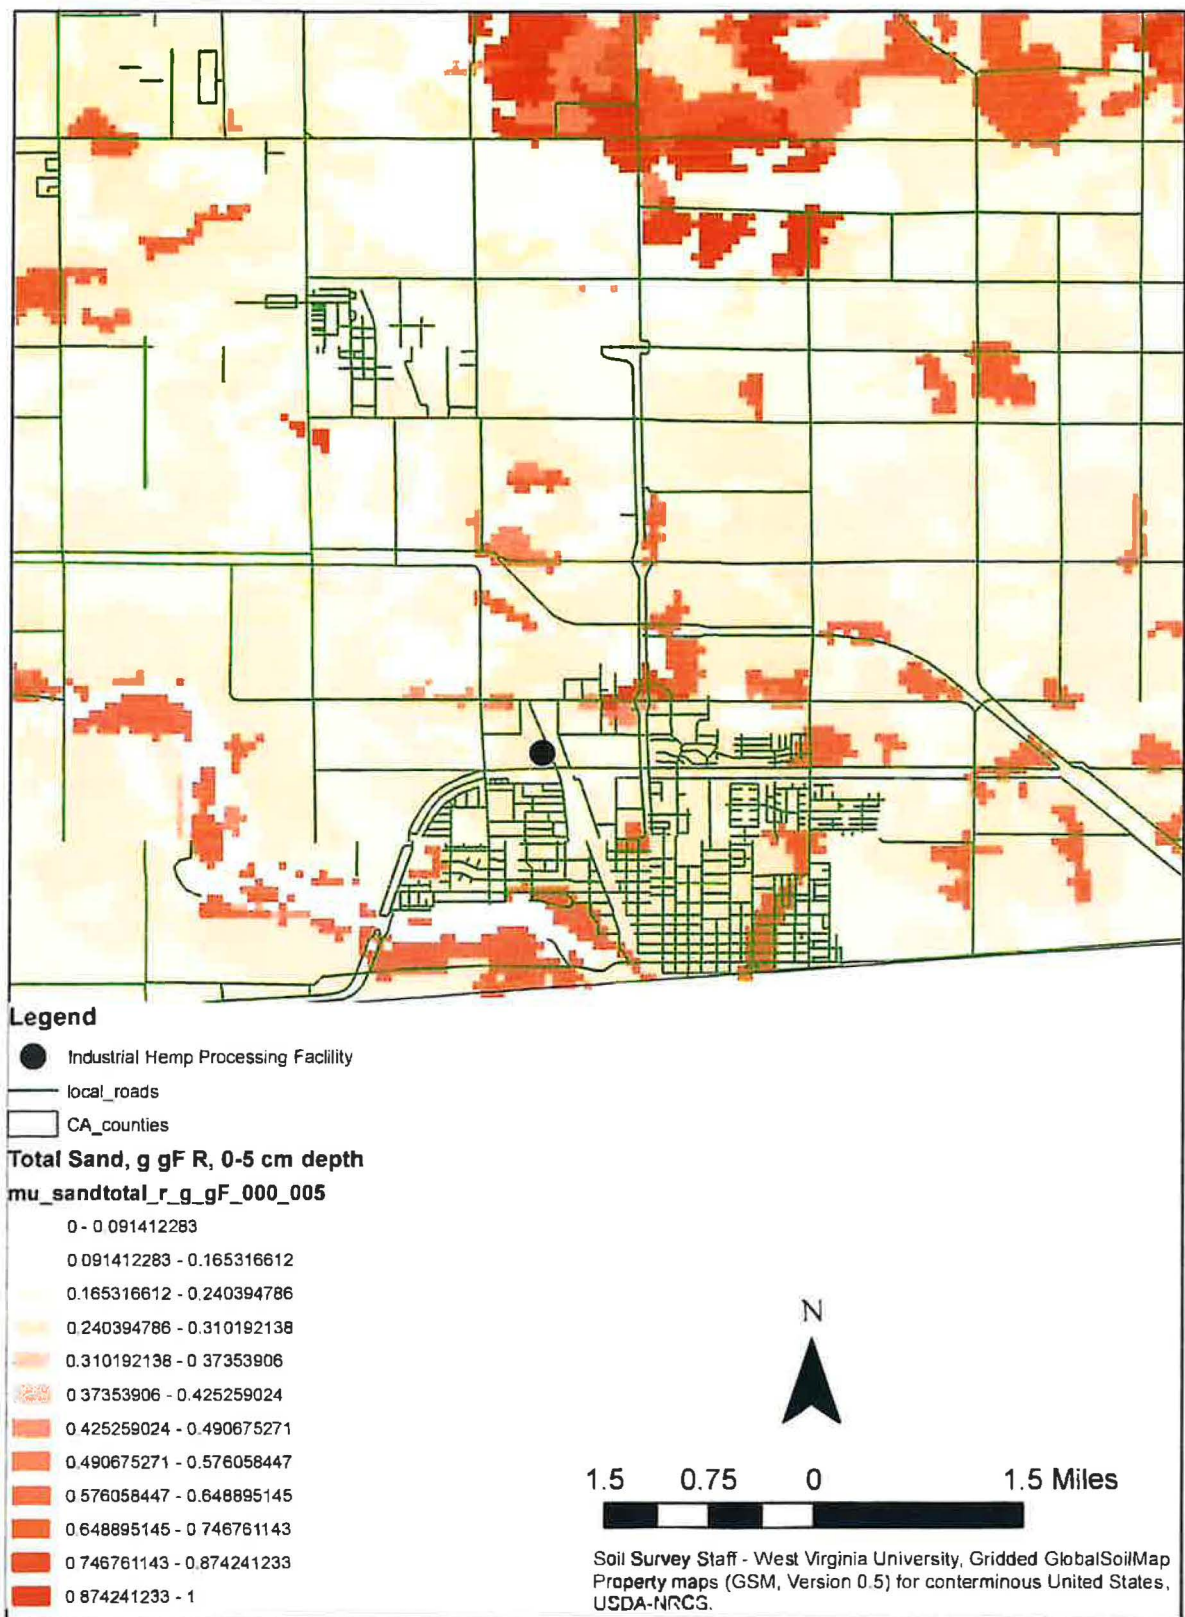 Legend
Industrial Hemp Processing Faclility
local_roads
CA_counties
Total Sand, g gF R, 0-5 cm depth
mu_sandtotal_r_g_gF_000_005
0 - 0.091412283
0 091412283 - 0.165316612
0.165316612 - 0.240394786
0.240394786 - 0.310192138
0.310192138 - 0 37353906
0 37353906 - 0.425259024
0.425259024 - 0.490675271
0.490675271 - 0.576058447
0.576058447 - 0.648895145
0.648895145 - 0 746761143
0 746761143 - 0.874241233
0 874241233 - 1
N
1.5 0.75 0 1.5 Miles
Soil Survey Staff - West Virginia University, Gridded GlobalSoilMap
Property maps (GSM, Version 0.5) for conterminous United States,
USDA-NRCS.